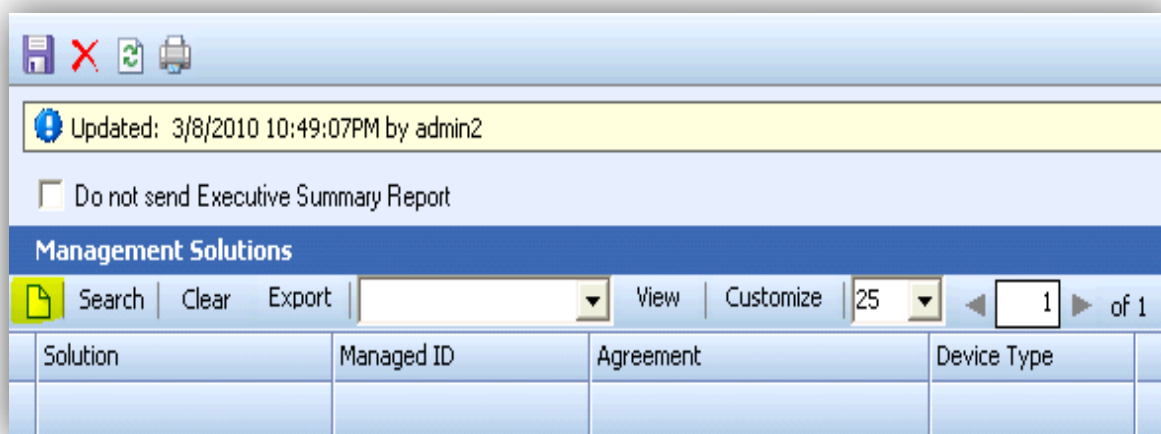 Updated: 3/8/2010 10:49:07PM by admin2
Do not send Executive Summary Report
Management Solutions
Search Clear Export View Customize 25 1 of 1
Solution Managed ID Agreement Device Type